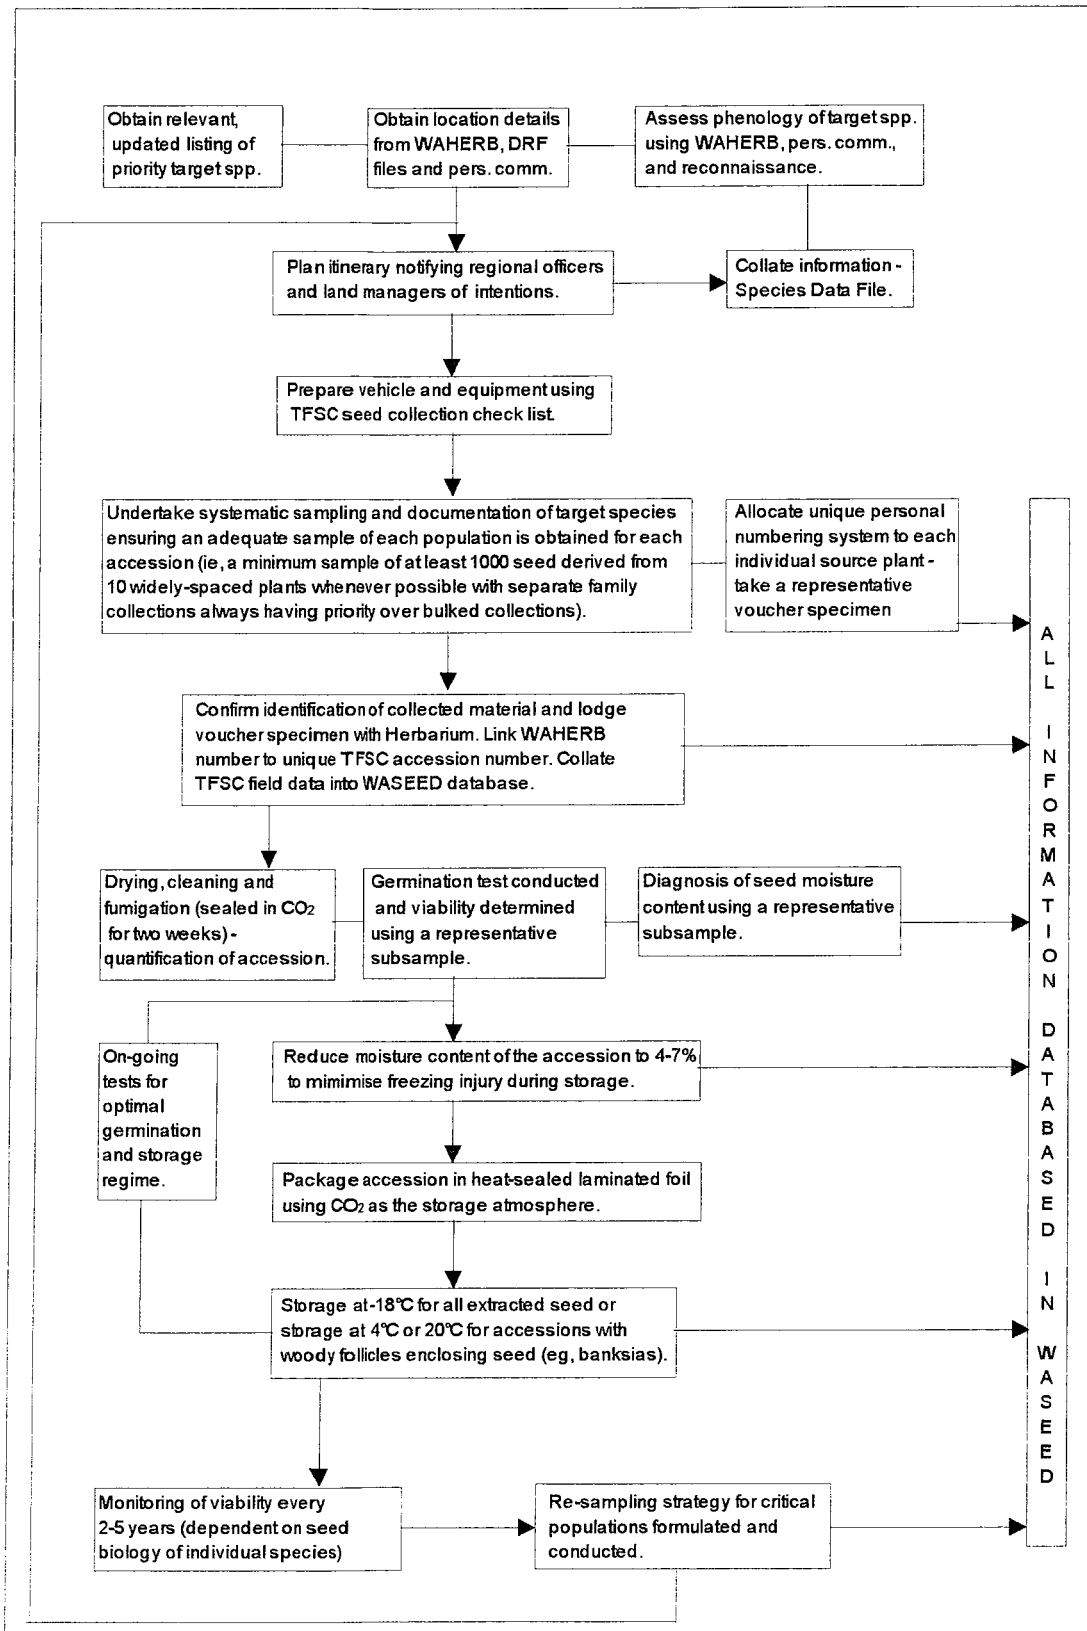 Obtain relevant,
updated listing of
priority target spp.
Obtain location details
from WAHERB, DRF
files and pers. comm.
Assess phenology of target spp.
using WAHERB, pers. comm.,
and reconnaissance.
Plan itinerary notifying regional officers
and land managers of intentions.
Collate information -
Species Data File.
Prepare vehicle and equipment using
TFSC seed collection check list.
Undertake systematic sampling and documentation of target species
ensuring an adequate sample of each population is obtained for each
accession (ie, a minimum sample of at least 1000 seed derived from
10 widely-spaced plants whenever possible with separate family
collections always having priority over bulked collections).
Allocate unique personal
numbering system to each
individual source plant -
take a representative
voucher specimen
Confirm identification of collected material and lodge
voucher specimen with Herbarium. Link WAHERB
number to unique TFSC accession number. Collate
TFSC field data into WASEED database.
Drying, cleaning and
fumigation (sealed in CO2
for two weeks) -
quantification of accession.
Germination test conducted
and viability determined
using a representative
subsample.
Diagnosis of seed moisture
content using a representative
subsample.
On-going
tests for
optimal
germination
and storage
regime.
Reduce moisture content of the accession to 4-7%
to mimimise freezing injury during storage.
Package accession in heat-sealed laminated foil
using CO2 as the storage atmosphere.
Storage at -18°C for all extracted seed or
storage at 4°C or 20°C for accessions with
woody follicles enclosing seed (eg, banksias).
Monitoring of viability every
2-5 years (dependent on seed
biology of individual species)
Re-sampling strategy for critical
populations formulated and
conducted.
ALL INFORMATION DATABASED IN WASEED